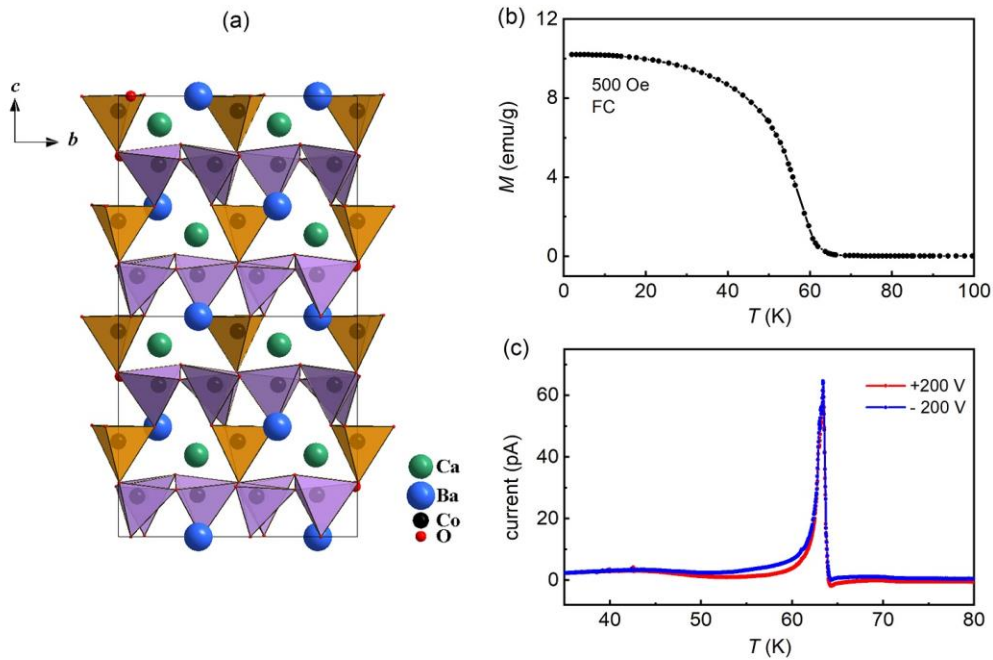 (a)
c
b
Ca
Ba
Co
O
(b)
12
8
4
0
M (emu/g)
500 Oe
FC
0
20
40
60
80
100
T (K)
(c)
60
40
20
0
current (pA)
+200 V
- 200 V
40
50
60
70
80
T (K)